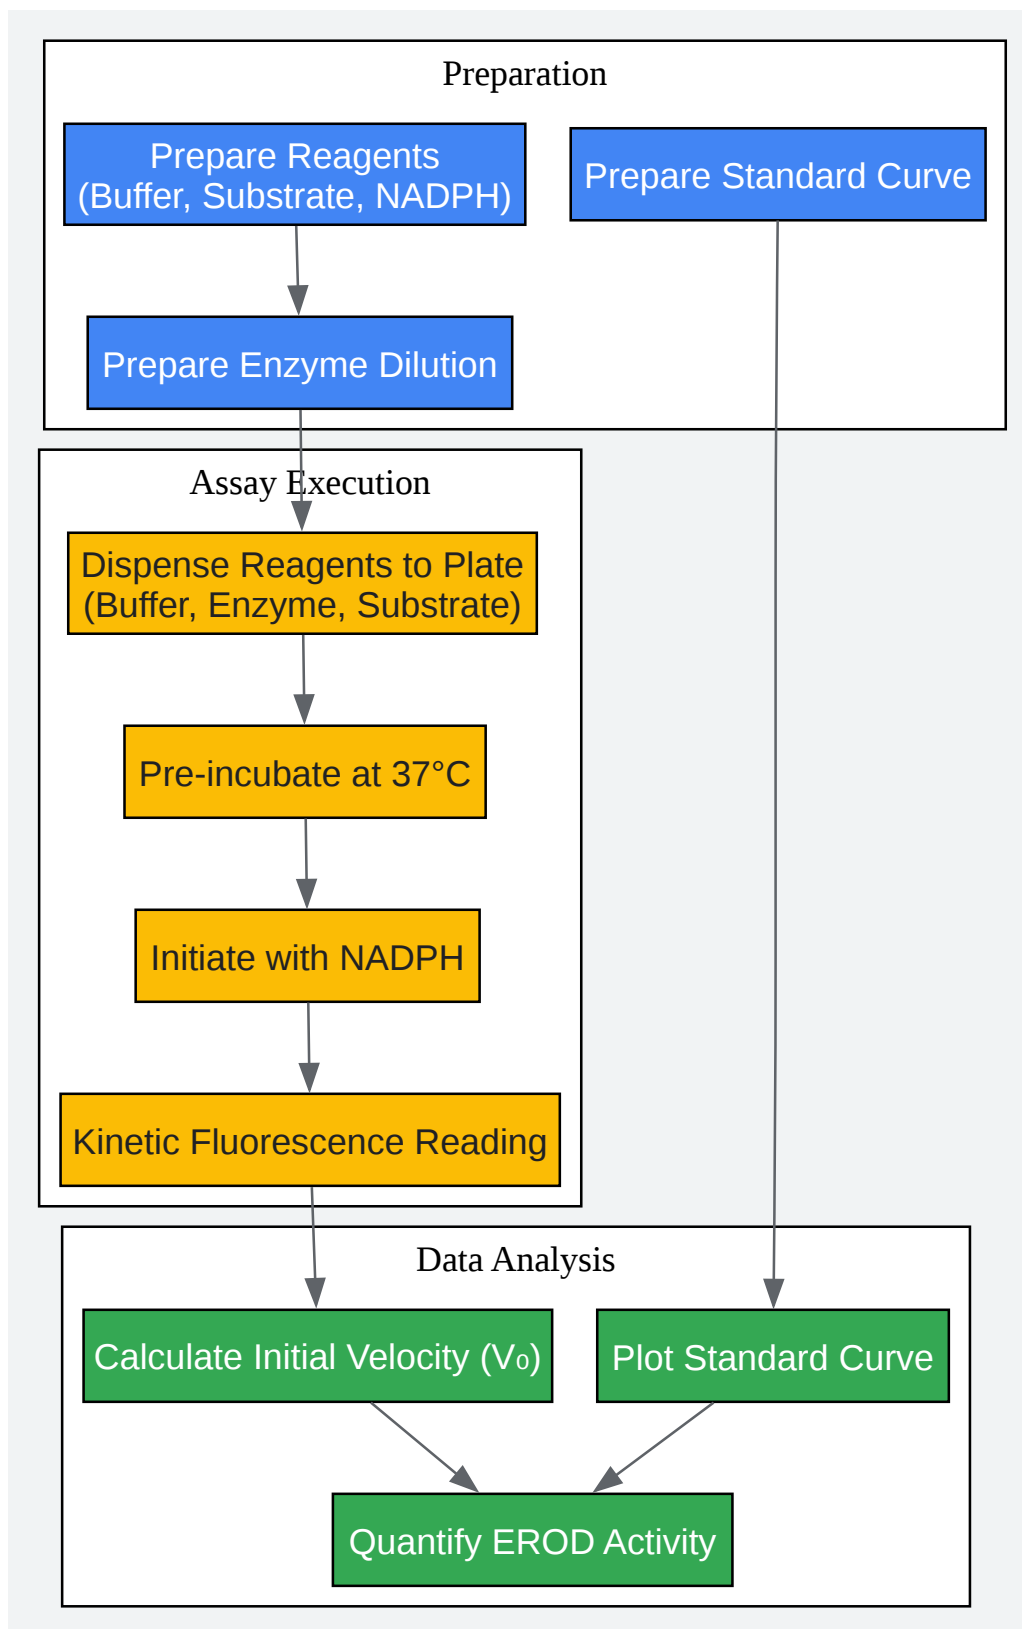 Preparation
Prepare Reagents
(Buffer, Substrate, NADPH)
Prepare Standard Curve
Prepare Enzyme Dilution
Assay Execution
Dispense Reagents to Plate
(Buffer, Enzyme, Substrate)
Pre-incubate at 37°C
Initiate with NADPH
Kinetic Fluorescence Reading
Data Analysis
Calculate Initial Velocity (V₀)
Plot Standard Curve
Quantify EROD Activity